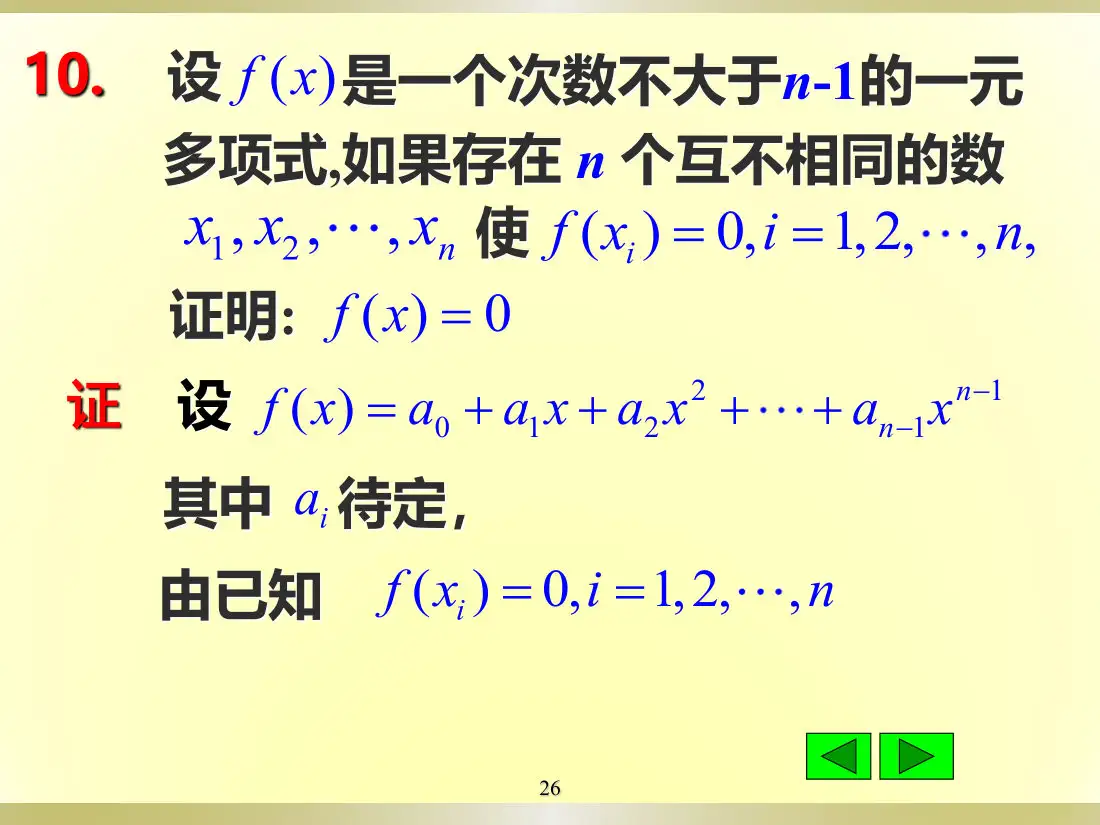 10. 设 f(x) 是一个次数不大于n-1的一元
多项式,如果存在 n 个互不相同的数
x₁, x₂, ⋯, xₙ 使 f(xᵢ) = 0, i = 1, 2, ⋯, n,
证明: f(x) = 0
证 设 f(x) = a₀ + a₁x + a₂x² + ⋯ + aₙ₋₁xⁿ⁻¹
其中 aᵢ 待定，
由已知 f(xᵢ) = 0, i = 1, 2, ⋯, n
26